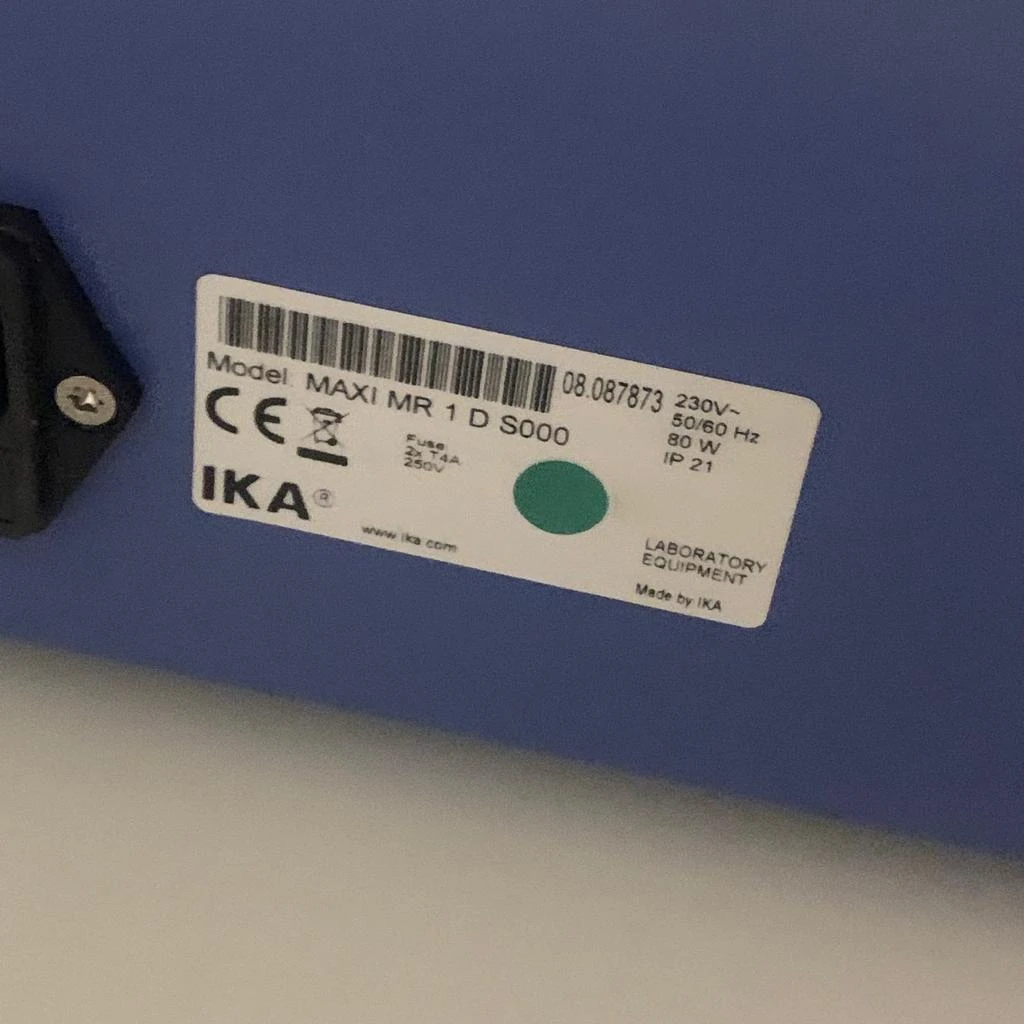 08.087873
Model: MAXI MR 1 D S000
230V~
50/60 Hz
80 W
IP 21
CE
Fuse
2x T4A
250V
IKA®
www.ika.com
LABORATORY
EQUIPMENT
Made by IKA